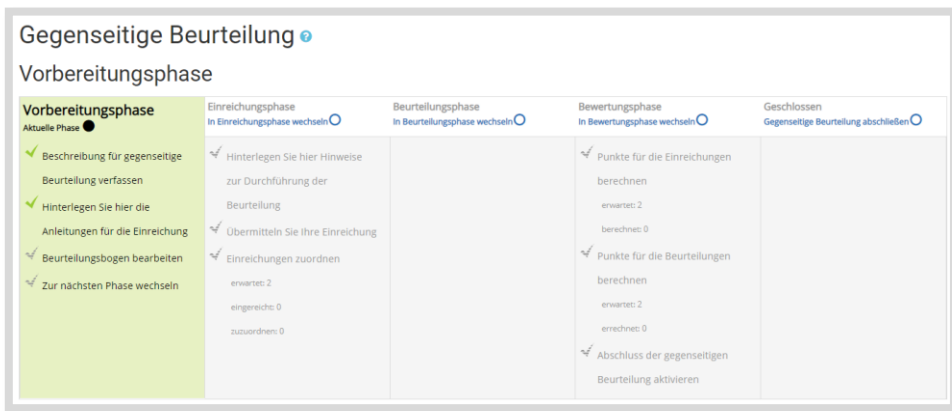 Gegenseitige Beurteilung
Vorbereitungsphase
Vorbereitungsphase
Aktuelle Phase
Beschreibung für gegenseitige
Beurteilung verfassen
Hinterlegen Sie hier die
Anleitungen für die Einreichung
Beurteilungsbogen bearbeiten
Zur nächsten Phase wechseln
Einreichungsphase
In Einreichungsphase wechseln
Hinterlegen Sie hier Hinweise
zur Durchführung der
Beurteilung
Übermitteln Sie Ihre Einreichung
Einreichungen zuordnen
erwartet: 2
eingereicht: 0
zuzuordnen: 0
Beurteilungsphase
In Beurteilungsphase wechseln
Bewertungsphase
In Bewertungsphase wechseln
Punkte für die Einreichungen
berechnen
erwartet: 2
berechnet: 0
Punkte für die Beurteilungen
berechnen
erwartet: 2
errechnet: 0
Abschluss der gegenseitigen
Beurteilung aktivieren
Geschlossen
Gegenseitige Beurteilung abschließen